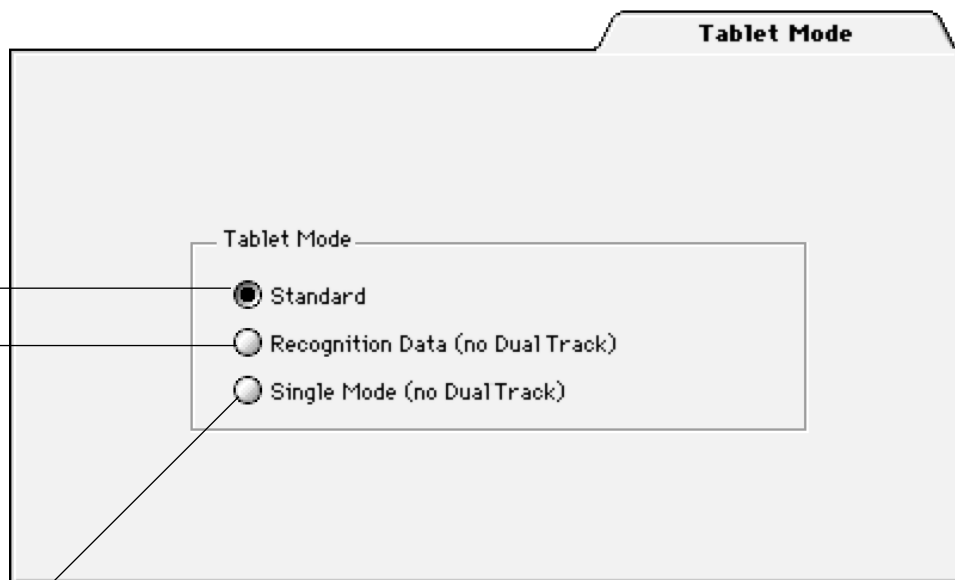 Tablet Mode
Tablet Mode
Standard
Recognition Data (no Dual Track)
Single Mode (no Dual Track)